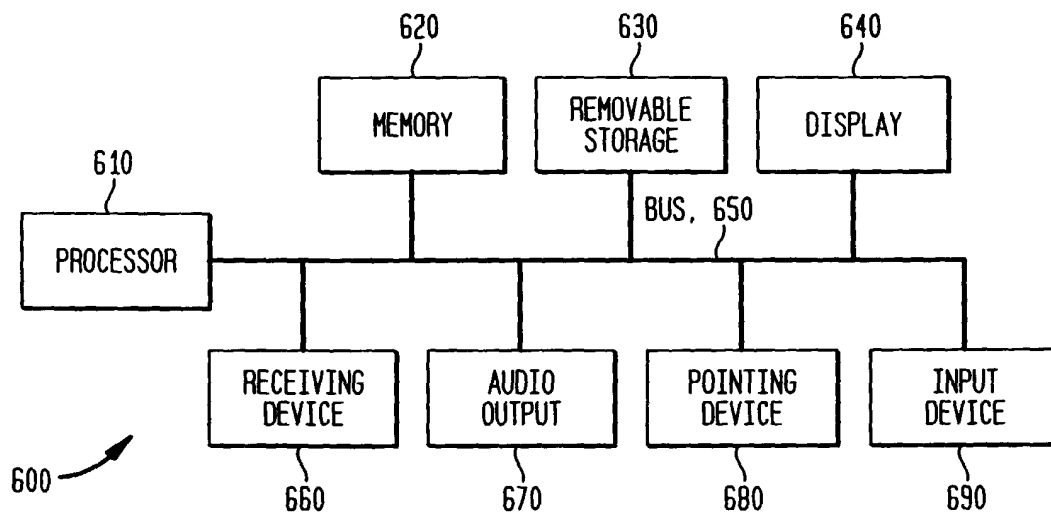 620
630
640
MEMORY
REMOVABLE
STORAGE
DISPLAY
610
PROCESSOR
BUS, 650
RECEIVING
DEVICE
AUDIO
OUTPUT
POINTING
DEVICE
INPUT
DEVICE
600
660
670
680
690